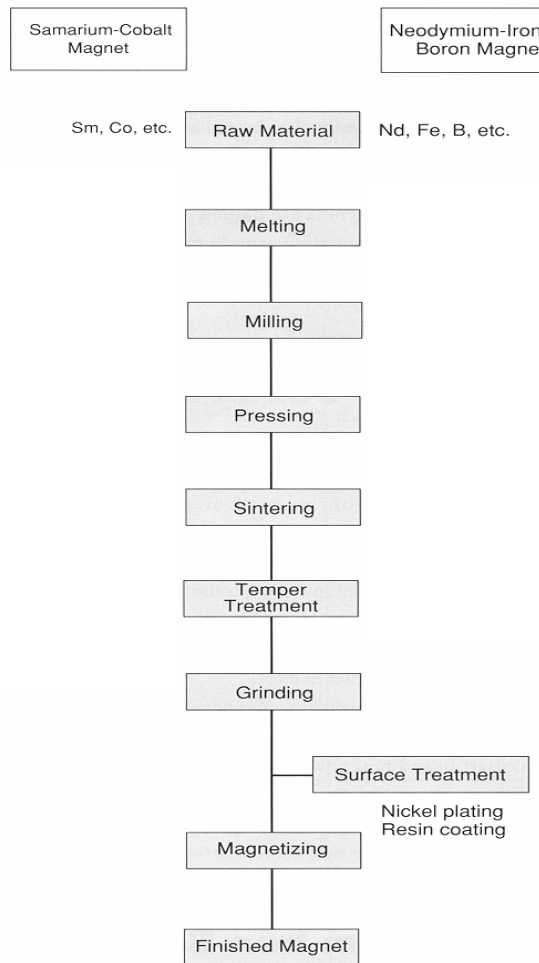 Samarium-Cobalt
Magnet
Neodymium-Iron
Boron Magne
Sm, Co, etc.
Raw Material
Nd, Fe, B, etc.
Melting
Milling
Pressing
Sintering
Temper
Treatment
Grinding
Surface Treatment
Nickel plating
Resin coating
Magnetizing
Finished Magnet